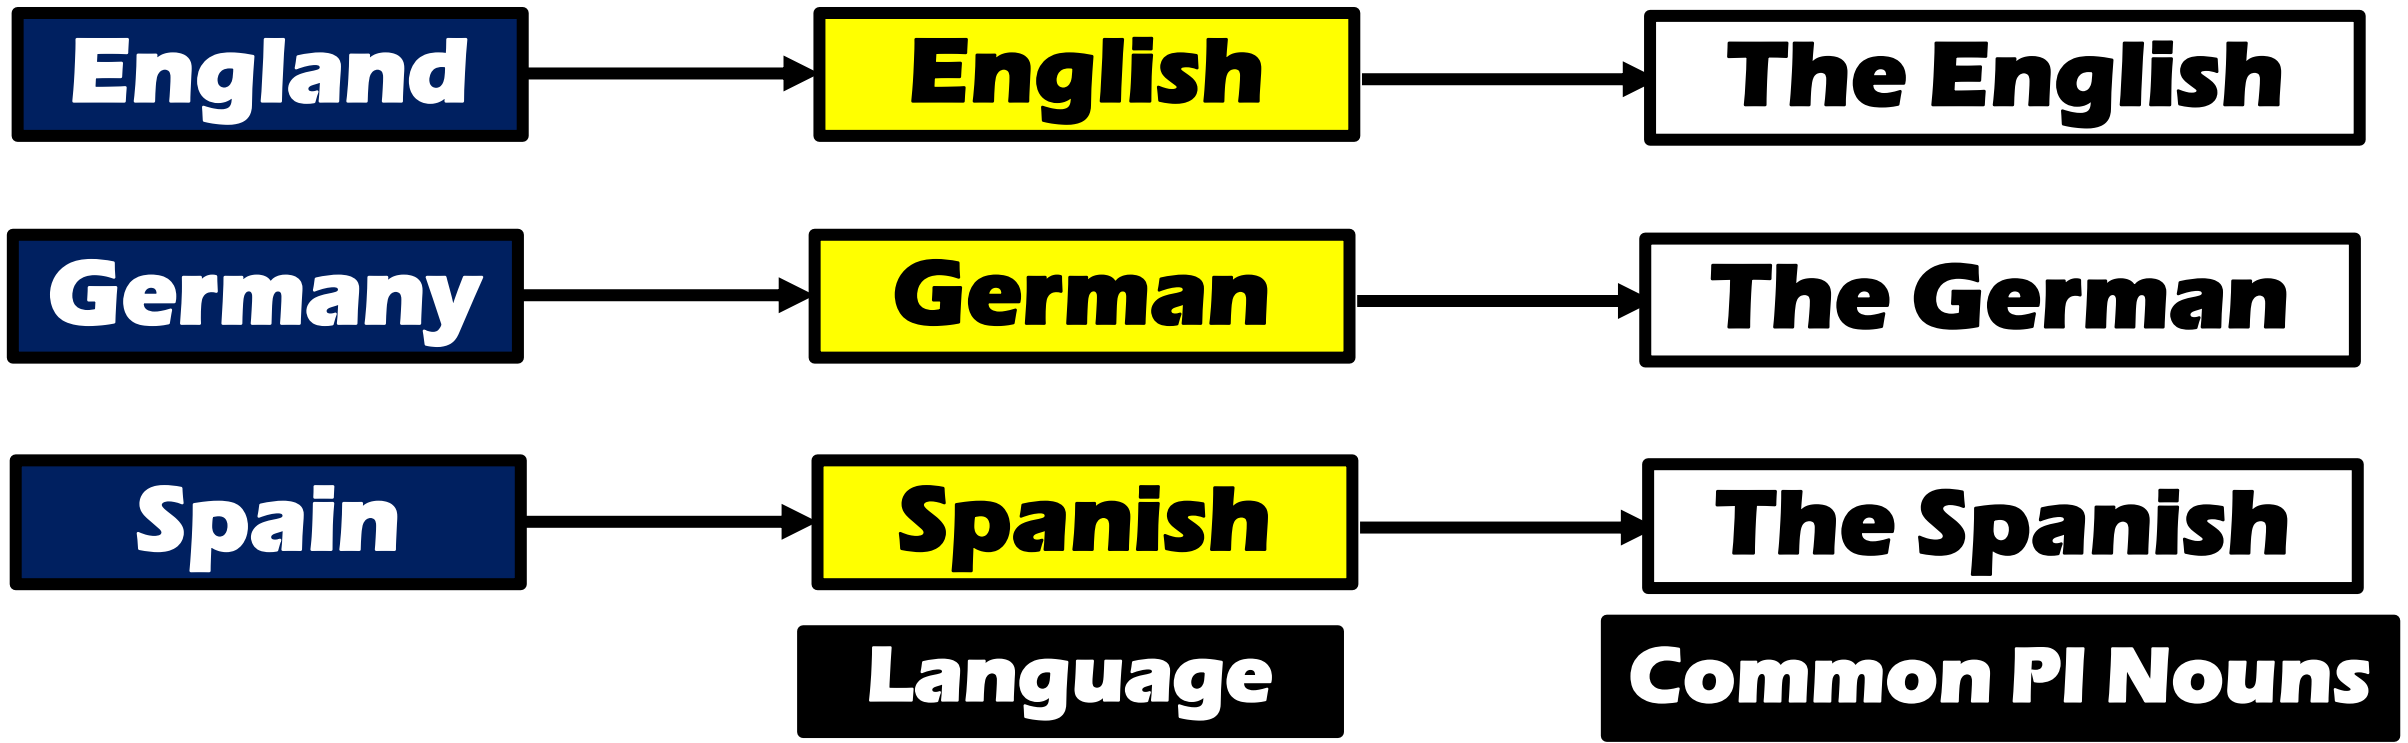 England English The English
Germany German The German
Spain Spanish The Spanish
Language Common Pl Nouns